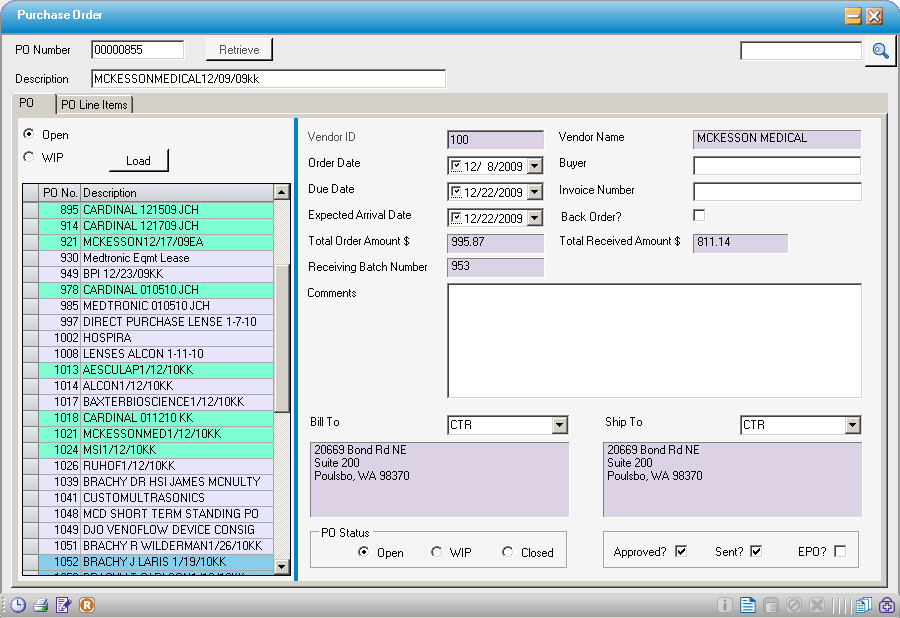 Purchase Order
PO Number 00000855 Retrieve
Description MCKESSONMEDICAL12/09/09kk
PO PO Line Items
Open
WIP
Load
PO No. Description
895 CARDINAL 121509 JCH
914 CARDINAL 121709 JCH
921 MCKESSON12/17/09EA
930 Medtronic Eqmt Lease
949 BPI 12/23/09KK
978 CARDINAL 010510 JCH
985 MEDTRONIC 010510 JCH
997 DIRECT PURCHASE LENSE 1-7-10
1002 HOSPIRA
1008 LENSES ALCON 1-11-10
1013 AESCULAP1/12/10KK
1014 ALCON1/12/10KK
1017 BAXTERBIOSCIENCE1/12/10KK
1018 CARDINAL 011210 KK
1021 MCKESSONMED1/12/10KK
1024 MSI1/12/10KK
1026 RUHOF1/12/10KK
1039 BRACHY DR HSI JAMES MCNULTY
1041 CUSTOMULTRASONICS
1048 MCD SHORT TERM STANDING PO
1049 DJO VENOFLOW DEVICE CONSIG
1051 BRACHY R WILDERMAN1/26/10KK
1052 BRACHY J LARIS 1/19/10KK
Vendor ID 100 Vendor Name MCKESSON MEDICAL
Order Date 12/ 8/2009 Buyer
Due Date 12/22/2009 Invoice Number
Expected Arrival Date 12/22/2009 Back Order?
Total Order Amount $ 995.87 Total Received Amount $ 811.14
Receiving Batch Number 953
Comments
Bill To CTR Ship To CTR
20669 Bond Rd NE
Suite 200
Poulsbo, WA 98370
20669 Bond Rd NE
Suite 200
Poulsbo, WA 98370
PO Status
Open WIP Closed
Approved? Sent? EPO?